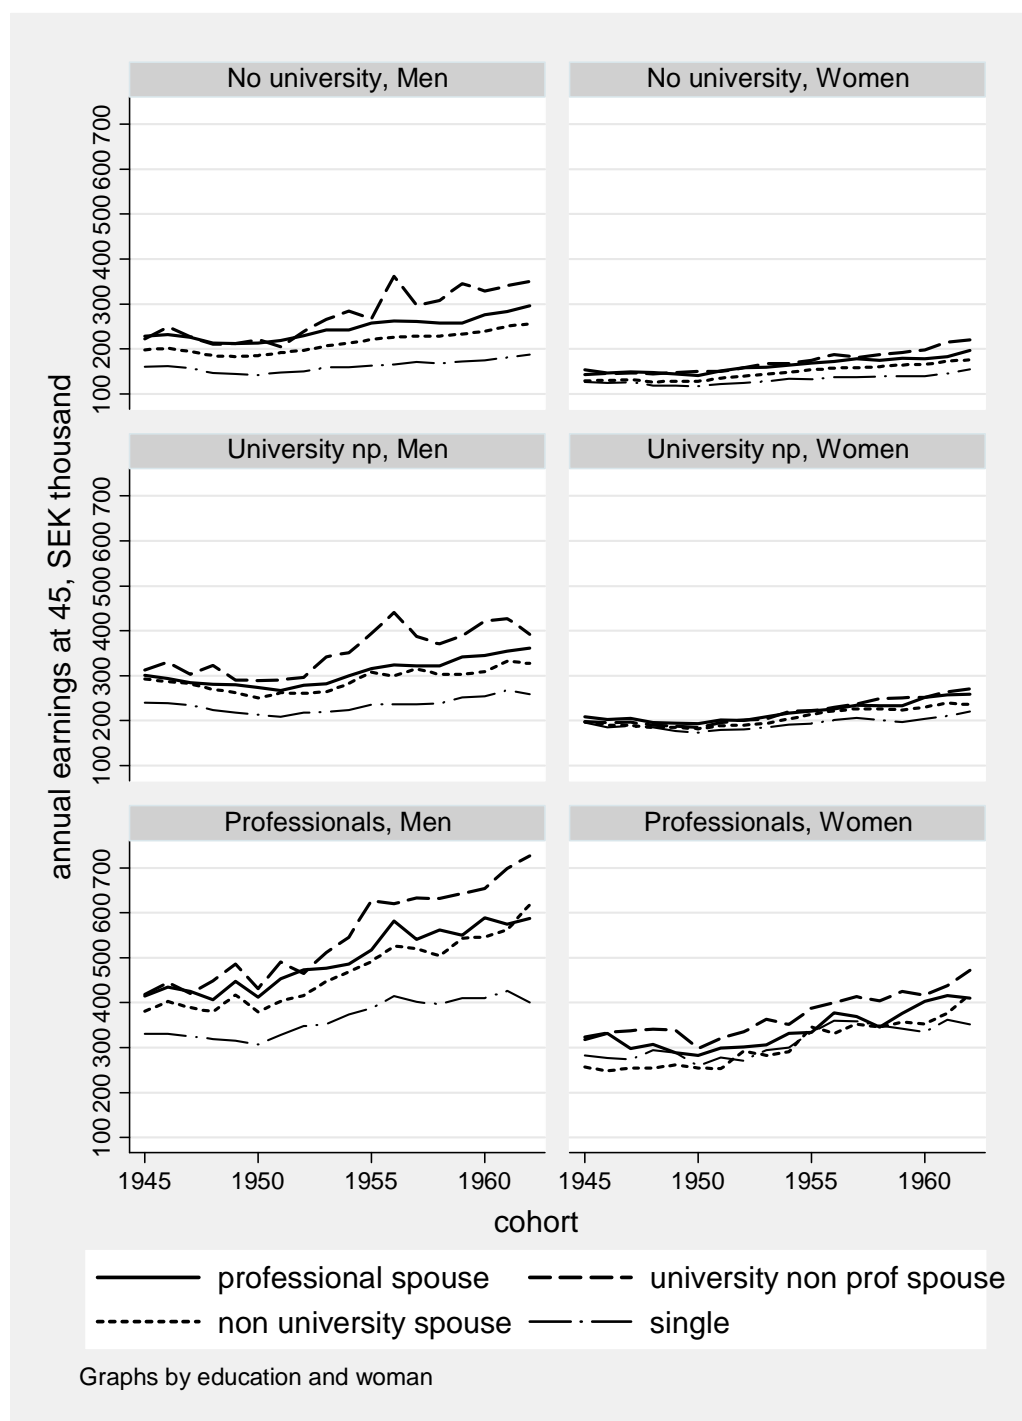 No university, Men
No university, Women
100 200 300 400 500 600 700
University np, Men
University np, Women
100 200 300 400 500 600 700
annual earnings at 45, SEK thousand
Professionals, Men
Professionals, Women
100 200 300 400 500 600 700
1945 1950 1955 1960 1945 1950 1955 1960
cohort
professional spouse university non prof spouse
non university spouse single
Graphs by education and woman